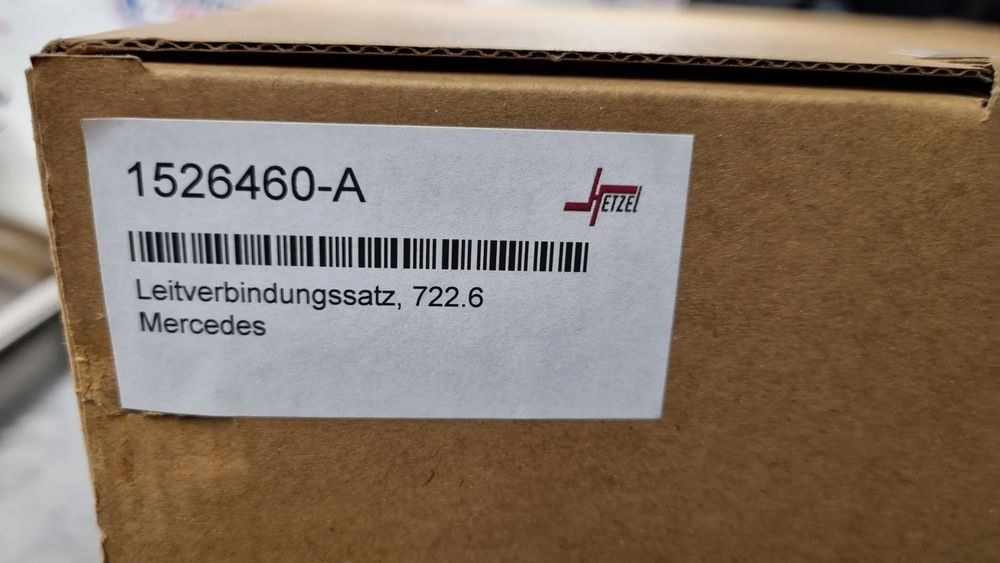 1526460-A
HETZEL
Leitverbindungssatz, 722.6
Mercedes